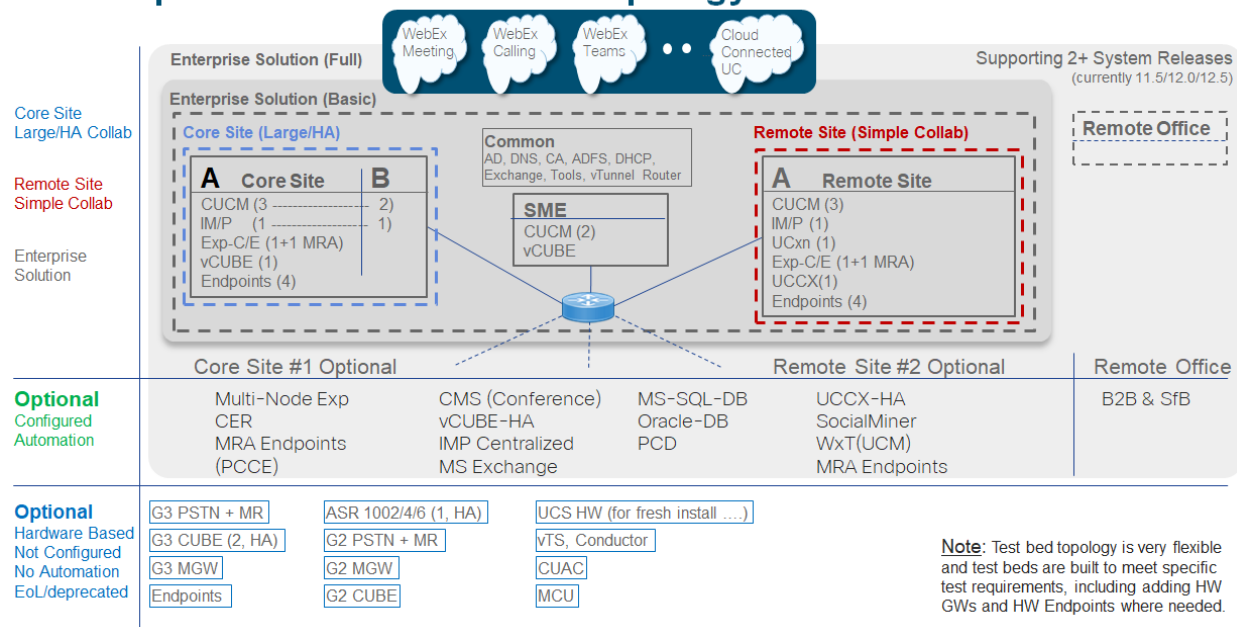 WebEx
Meeting
WebEx
Calling
WebEx
Teams
Cloud
Connected
UC
Enterprise Solution (Full)
Supporting 2+ System Releases
(currently 11.5/12.0/12.5)
Enterprise Solution (Basic)
Core Site
Large/HA Collab
Remote Site
Simple Collab
Enterprise
Solution
Core Site (Large/HA)
A Core Site B
CUCM (3 ------------------- 2)
IM/P (1 ------------------- 1)
Exp-C/E (1+1 MRA)
vCUBE (1)
Endpoints (4)
Common
AD, DNS, CA, ADFS, DHCP,
Exchange, Tools, vTunnel Router
SME
CUCM (2)
vCUBE
Remote Site (Simple Collab)
A Remote Site
CUCM (3)
IM/P (1)
UCxn (1)
Exp-C/E (1+1 MRA)
UCCX(1)
Endpoints (4)
Remote Office
Core Site #1 Optional
Remote Site #2 Optional
Remote Office
Optional
Configured
Automation
Multi-Node Exp
CER
MRA Endpoints
(PCCE)
CMS (Conference)
vCUBE-HA
IMP Centralized
MS Exchange
MS-SQL-DB
Oracle-DB
PCD
UCCX-HA
SocialMiner
WxT(UCM)
MRA Endpoints
B2B & SfB
Optional
Hardware Based
Not Configured
No Automation
EoL/deprecated
G3 PSTN + MR
G3 CUBE (2, HA)
G3 MGW
Endpoints
ASR 1002/4/6 (1, HA)
G2 PSTN + MR
G2 MGW
G2 CUBE
UCS HW (for fresh install ....)
vTS, Conductor
CUAC
MCU
Note: Test bed topology is very flexible
and test beds are built to meet specific
test requirements, including adding HW
GWs and HW Endpoints where needed.